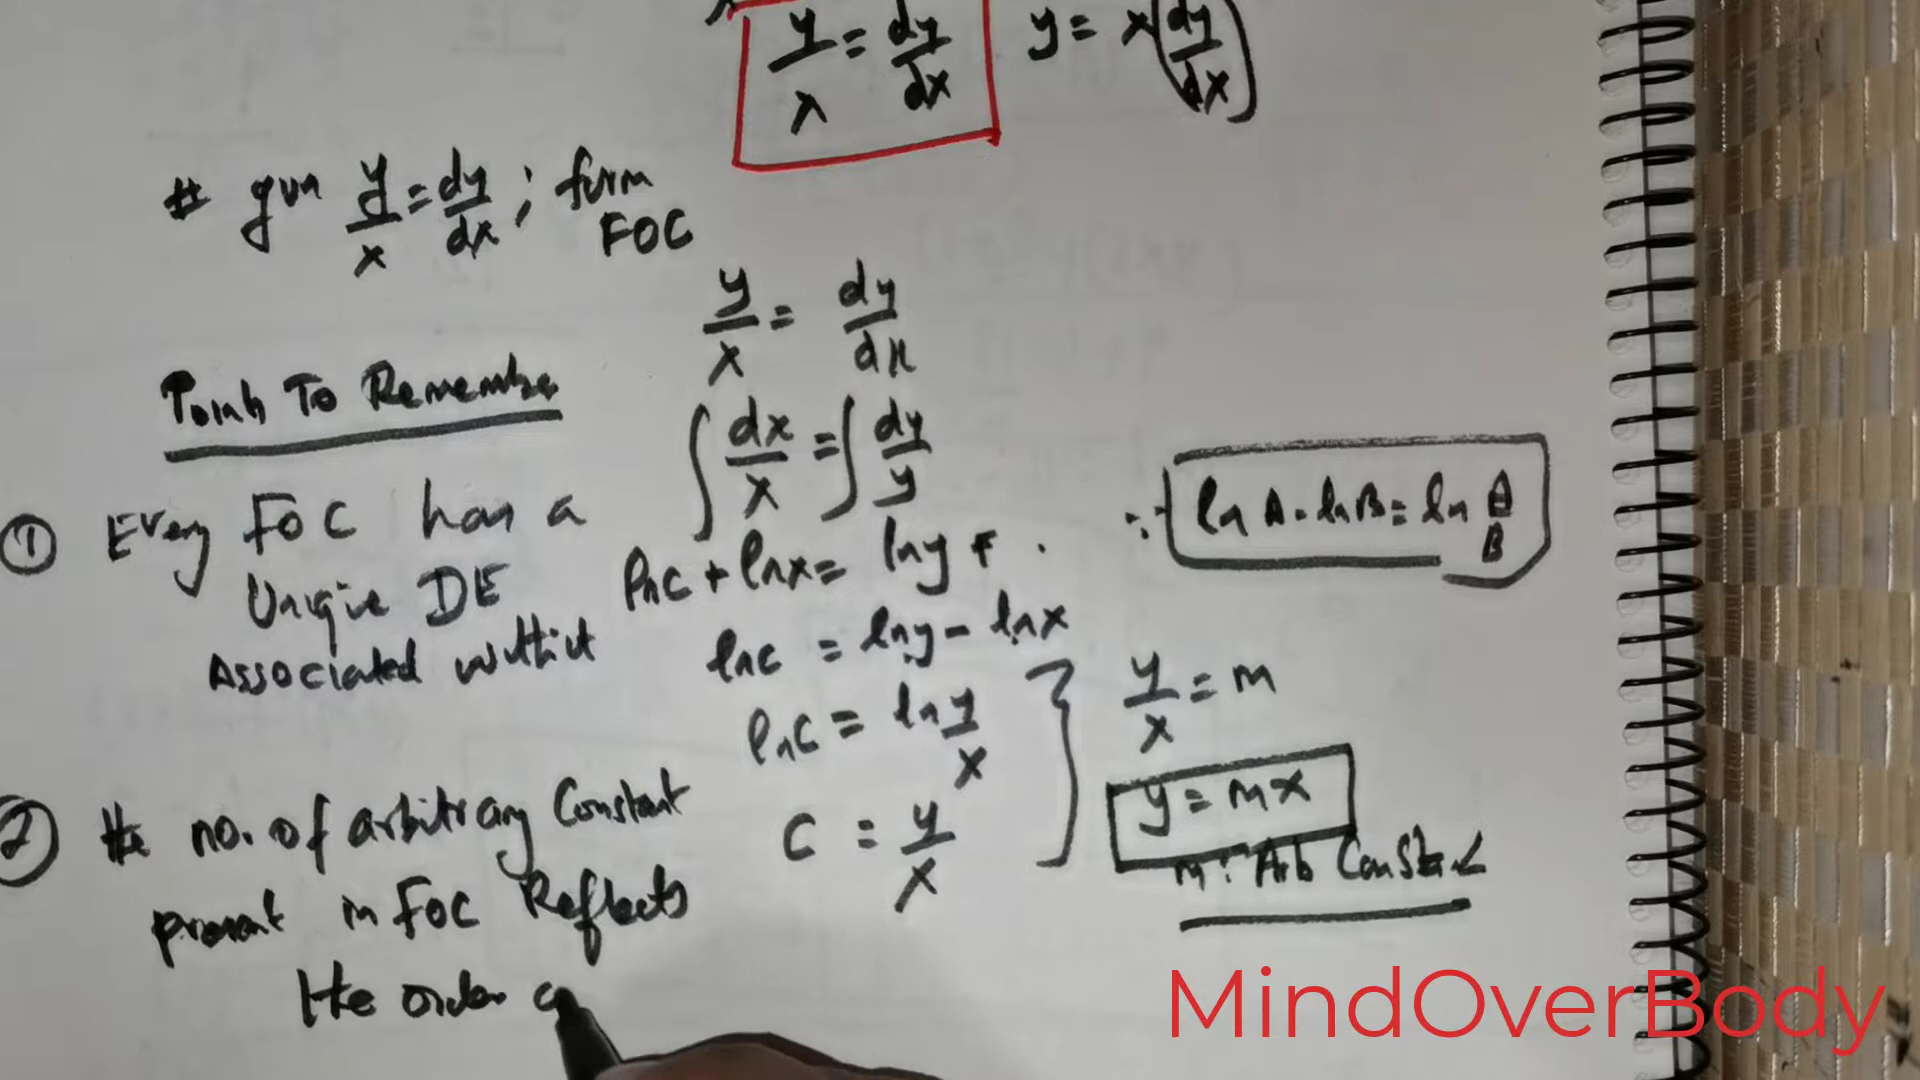 y/x = dy/dx y = x(dy/dx)
# gvn y/x = dy/dx ; form
FOC
y/x = dy/dx
Points To Remember
∫dx/x = ∫dy/y
① Every FOC has a
Unique DE
Associated with it
∵ ln A - ln B = ln A/B
lnC + lnx = lny +
lnc = lny - lnx
lnC = ln y/x
C = y/x
y/x = m
y = mx
m: Arb Constant
② the no. of arbitrary Constant
present in FOC Reflects
the order o
MindOverBody